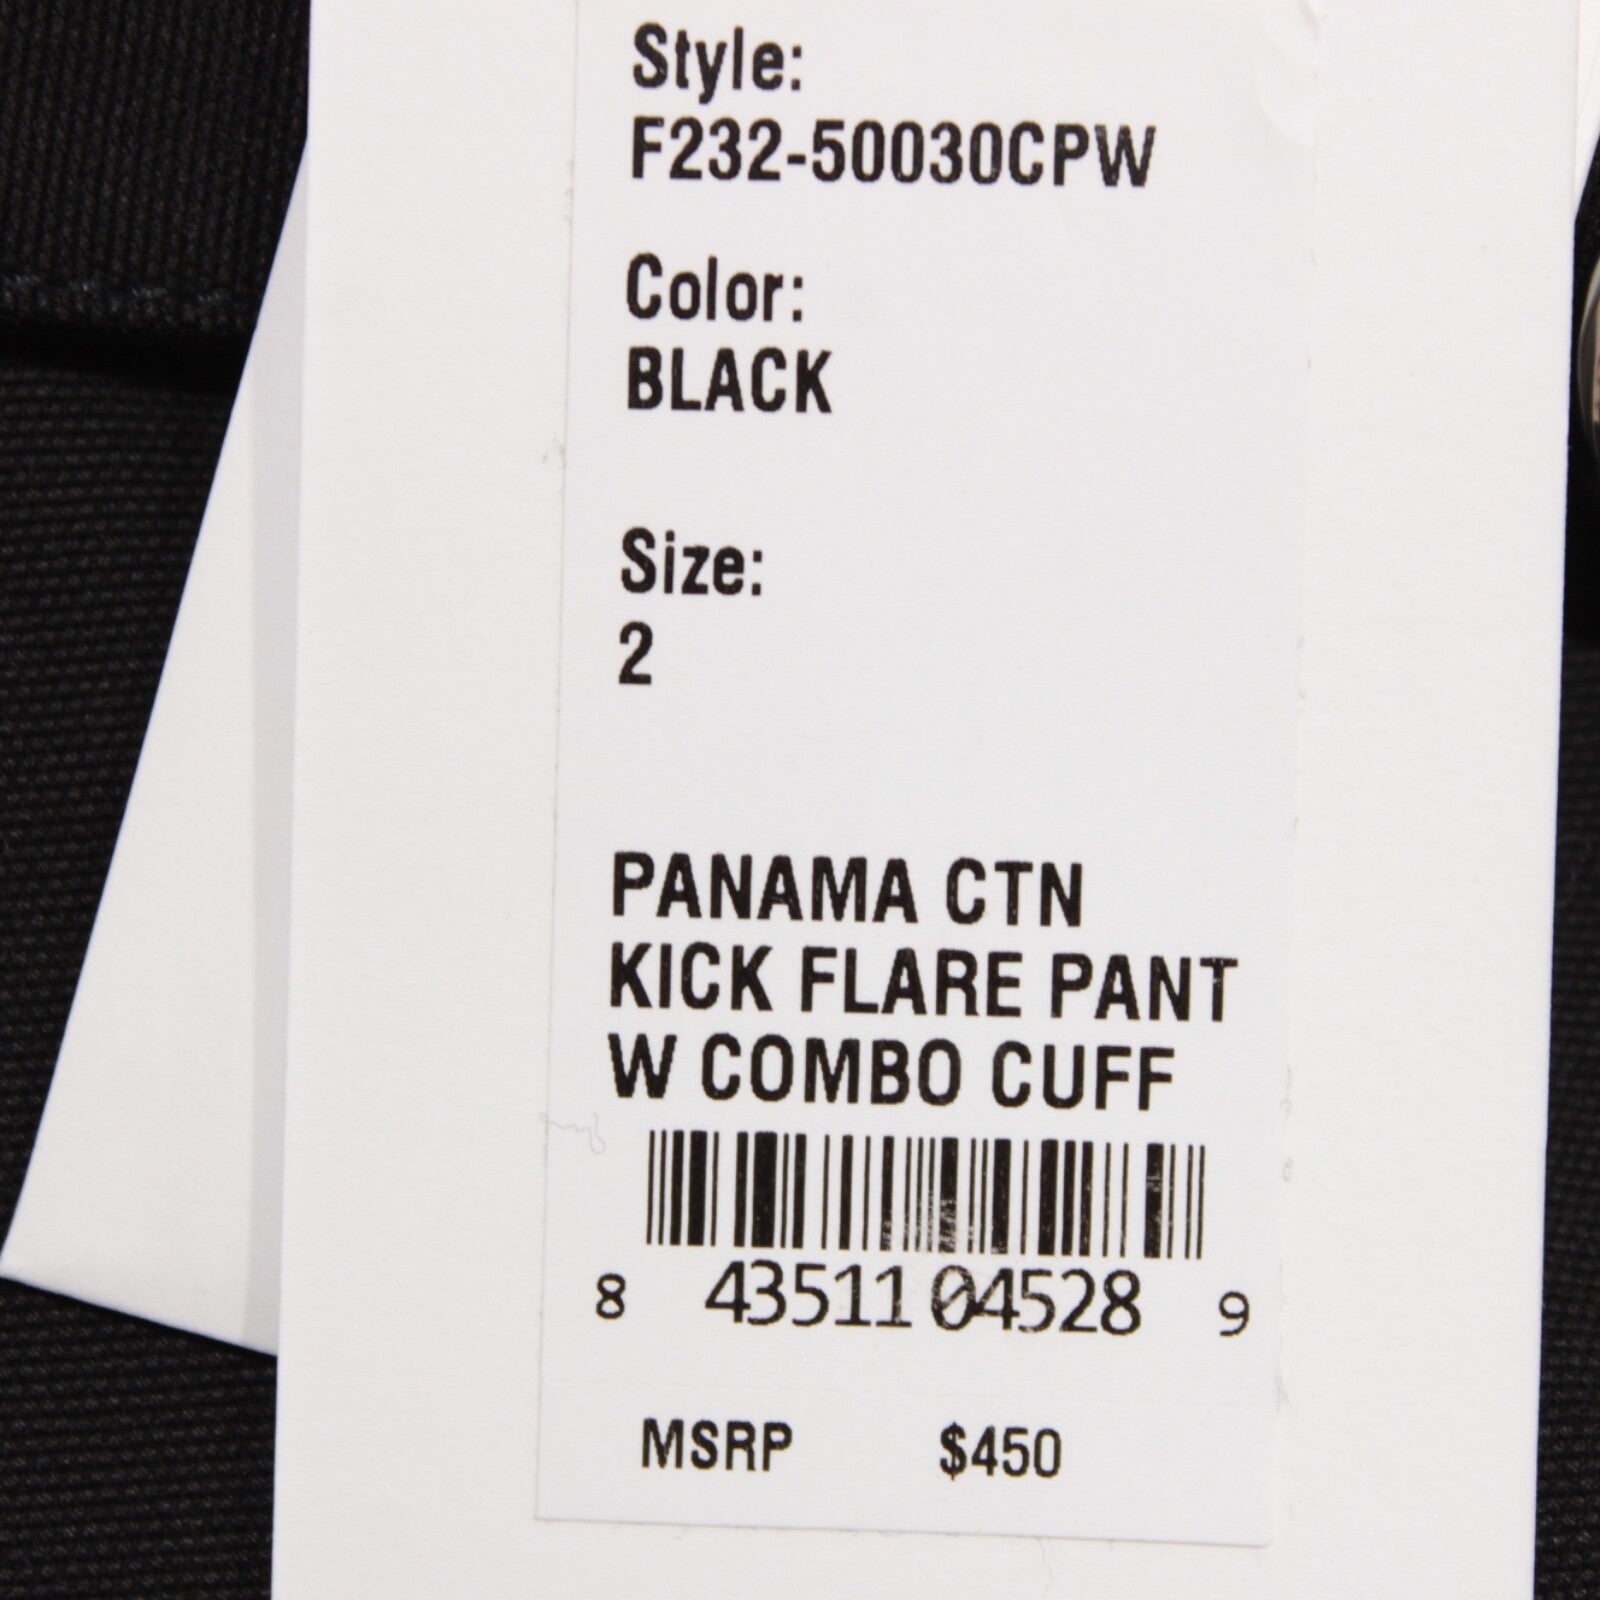 Style:
F232-50030CPW
Color:
BLACK
Size:
2
PANAMA CTN
KICK FLARE PANT
W COMBO CUFF
8 43511 04528 9
MSRP $450